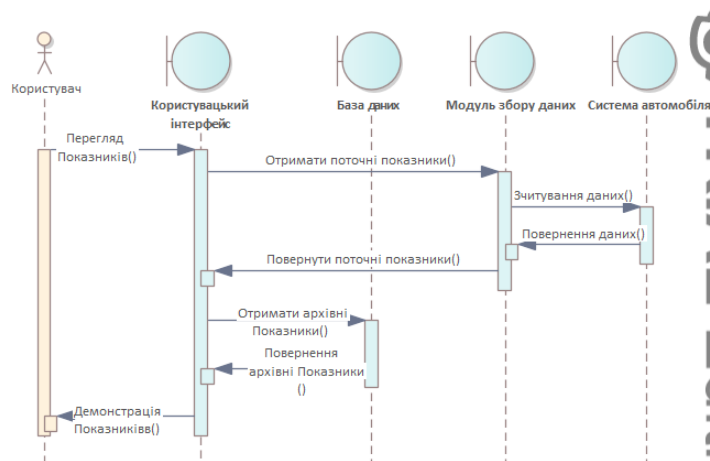 Користувач
Користувацький
інтерфейс
База даних
Модуль збору даних
Система автомобіля
Перегляд
Показників()
Отримати поточні показники()
Зчитування даних()
Повернення даних()
Повернути поточні показники()
Отримати архівні
Показники()
Повернення
архівні Показники
()
Демонстрація
Показниківв()